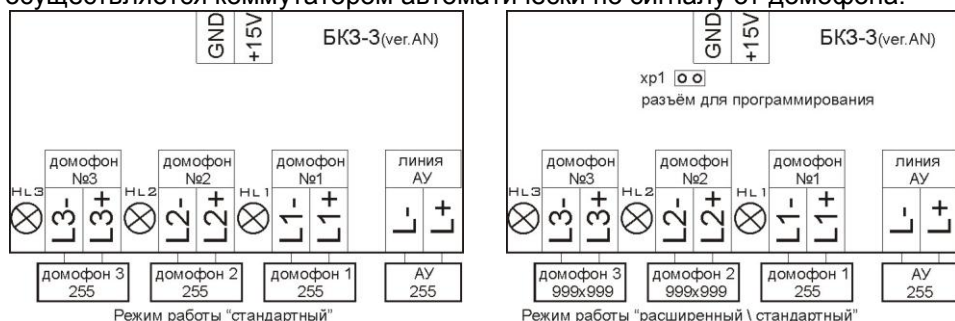 осуществляется коммутатором автоматически по сигналу от домофона.
GND
+15V
БКЗ-3(ver.AN)
домофон
№3
домофон
№2
домофон
№1
линия
АУ
HL3
L3-
L3+
HL2
L2-
L2+
HL1
L1-
L1+
L-
L+
домофон 3
255
домофон 2
255
домофон 1
255
АУ
255
Режим работы "стандартный"
GND
+15V
БКЗ-3(ver.AN)
xp1
разъём для программирования
домофон
№3
домофон
№2
домофон
№1
линия
АУ
HL3
L3-
L3+
HL2
L2-
L2+
HL1
L1-
L1+
L-
L+
домофон 3
999x999
домофон 2
999x999
домофон 1
255
АУ
255
Режим работы "расширенный \ стандартный"